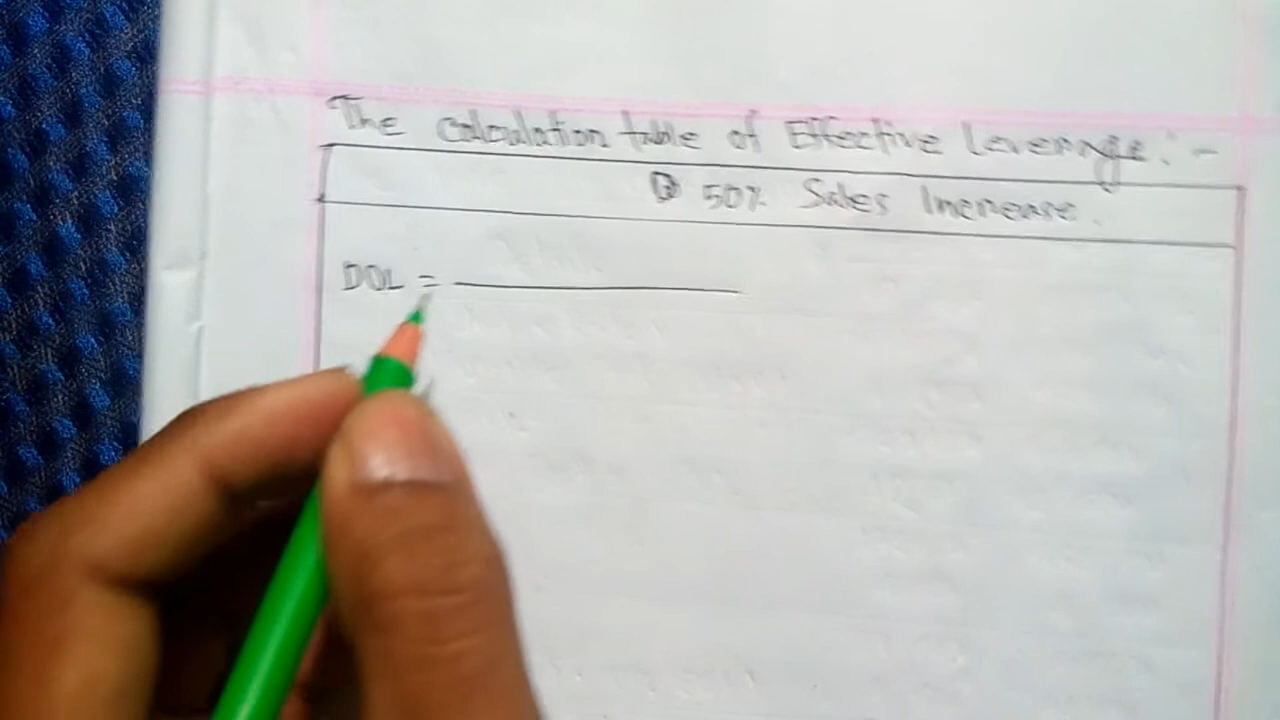 The calculation table of Effective Leverage:-
50% Sales Increase.
DOL =